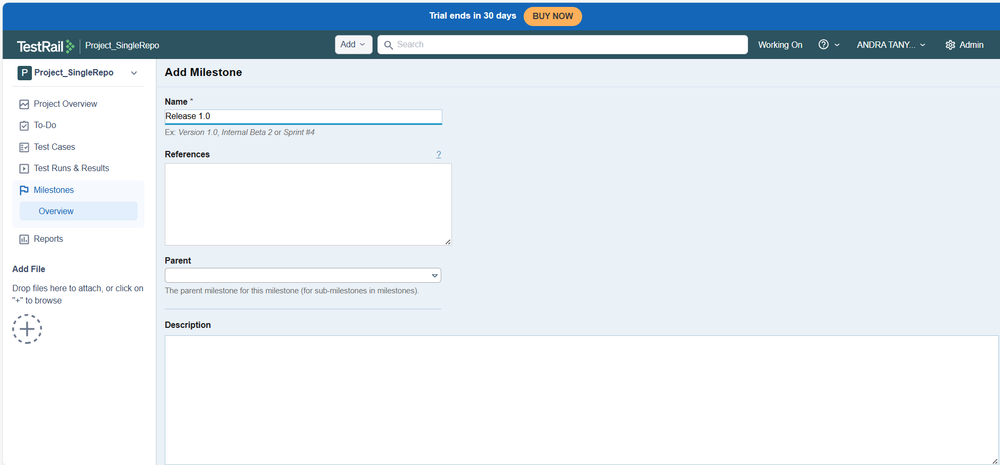 Trial ends in 30 days BUY NOW
TestRail Project_SingleRepo Add Search Working On ? ANDRA TANY... Admin
P Project_SingleRepo
Project Overview
To-Do
Test Cases
Test Runs & Results
Milestones
Overview
Reports
Add File
Drop files here to attach, or click on
"+" to browse
Add Milestone
Name *
Release 1.0
Ex: Version 1.0, Internal Beta 2 or Sprint #4
References ?
Parent
The parent milestone for this milestone (for sub-milestones in milestones).
Description